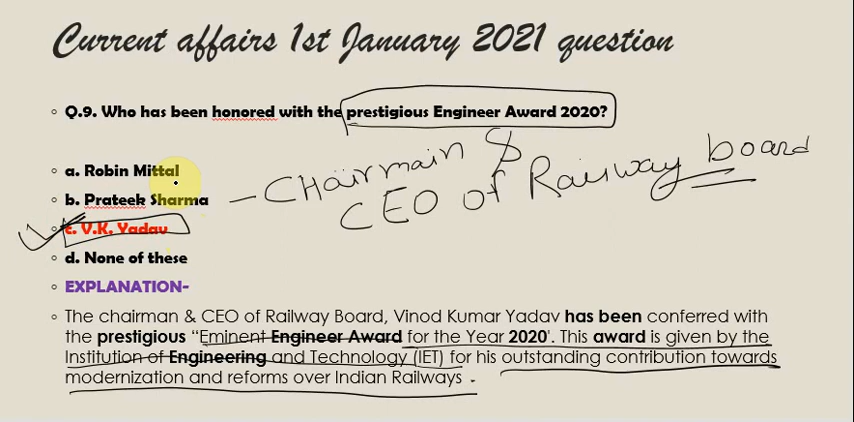 Current affairs 1st January 2021 question
Q.9. Who has been honored with the prestigious Engineer Award 2020?
a. Robin Mittal
b. Prateek Sharma
c. V.K. Yadav
d. None of these
– CHairmain &
CEO of Railway board
EXPLANATION-
The chairman & CEO of Railway Board, Vinod Kumar Yadav has been conferred with
the prestigious “Eminent Engineer Award for the Year 2020'. This award is given by the
Institution of Engineering and Technology (IET) for his outstanding contribution towards
modernization and reforms over Indian Railways .